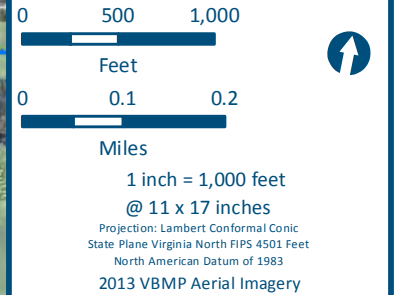 0 500 1,000
Feet
0 0.1 0.2
Miles
1 inch = 1,000 feet
@ 11 x 17 inches
Projection: Lambert Conformal Conic
State Plane Virginia North FIPS 4501 Feet
North American Datum of 1983
2013 VBMP Aerial Imagery